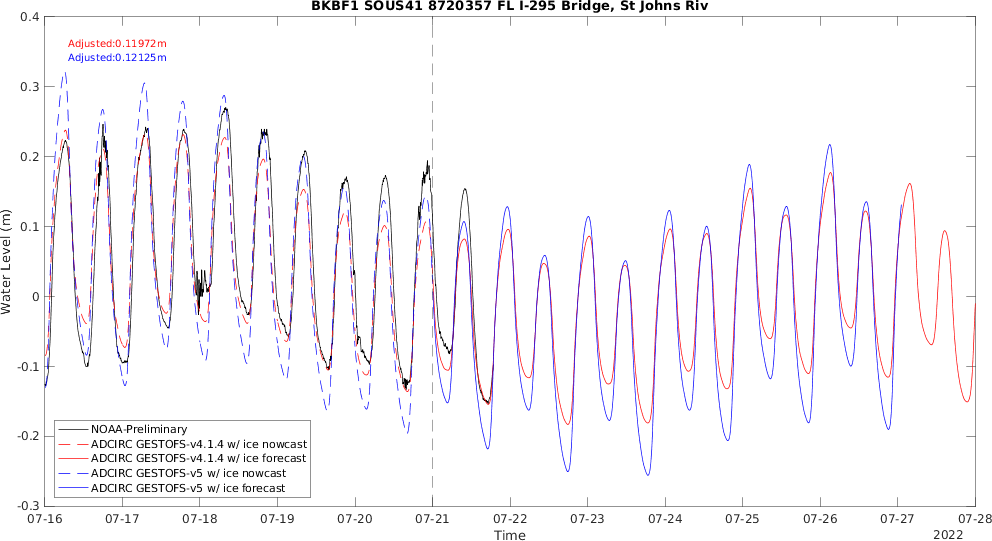 BKBF1 SOUS41 8720357 FL I-295 Bridge, St Johns Riv
Adjusted:0.11972m
Adjusted:0.12125m
Water Level (m)
0.4
0.3
0.2
0.1
0
-0.1
-0.2
-0.3
NOAA-Preliminary
ADCIRC GESTOFS-v4.1.4 w/ ice nowcast
ADCIRC GESTOFS-v4.1.4 w/ ice forecast
ADCIRC GESTOFS-v5 w/ ice nowcast
ADCIRC GESTOFS-v5 w/ ice forecast
07-16 07-17 07-18 07-19 07-20 07-21 07-22 07-23 07-24 07-25 07-26 07-27 07-28
Time
2022